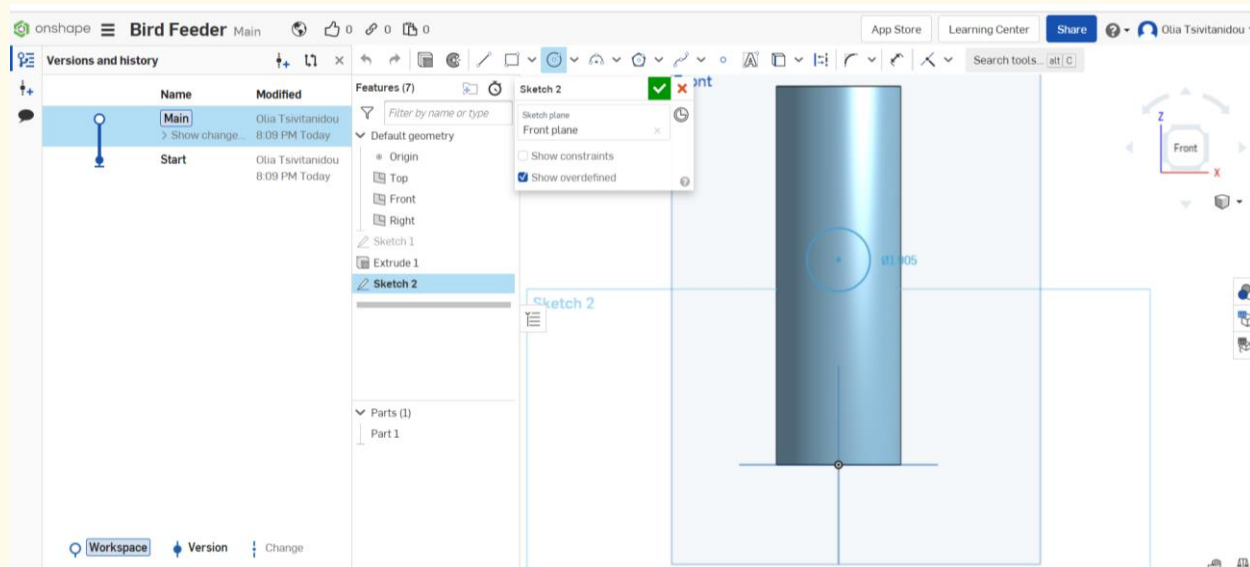 onshape Bird Feeder Main 0 0 0 App Store Learning Center Share Olia Tsivitanidou
Versions and history
Search tools... alt C
Name Modified
Main Olia Tsivitanidou
> Show change... 8:09 PM Today
Start Olia Tsivitanidou
8:09 PM Today
Workspace Version Change
Features (7)
Filter by name or type
Default geometry
Origin
Top
Front
Right
Sketch 1
Extrude 1
Sketch 2
Parts (1)
Part 1
Sketch 2
Sketch plane
Front plane
Show constraints
Show overdefined
Sketch 2
Z
Front
X